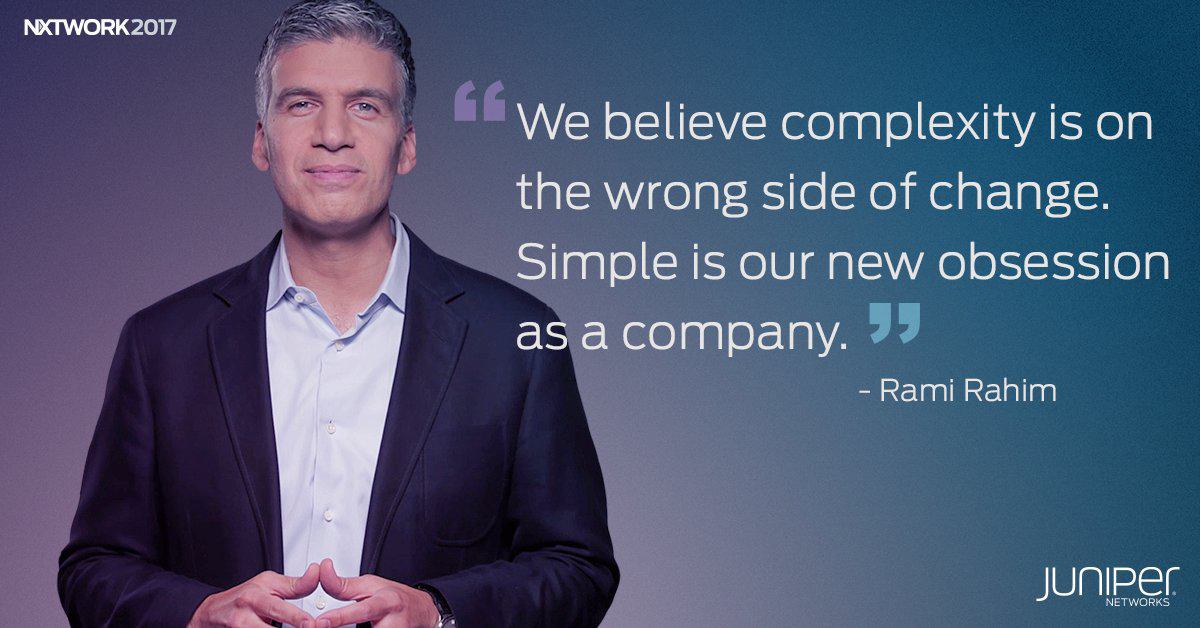 NXTWORK2017
“We believe complexity is on
the wrong side of change.
Simple is our new obsession
as a company.”
- Rami Rahim
JUNIPER®
NETWORKS